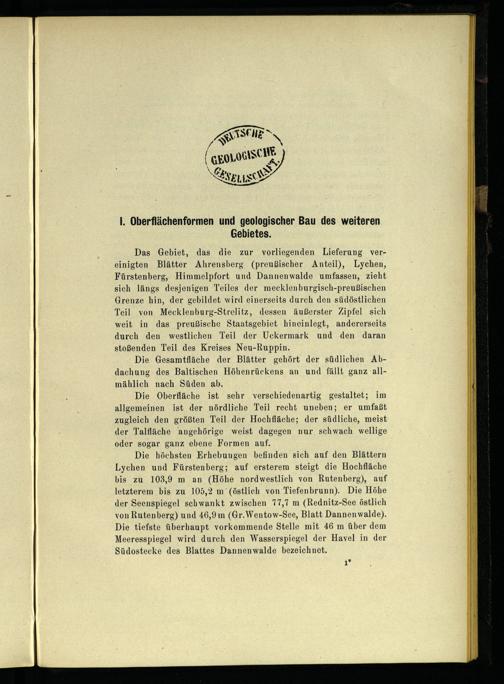 DEUTSCHE
GEOLOGISCHE
GESELLSCHAFT.
I. Oberflächenformen und geologischer Bau des weiteren
Gebietes.
Das Gebiet, das die zur vorliegenden Lieferung ver-
einigten Blätter Ahrensberg (preußischer Anteil), Lychen,
Fürstenberg, Himmelpfort und Dannenwalde umfassen, zieht
sich längs desjenigen Teiles der mecklenburgisch-preußischen
Grenze hin, der gebildet wird einerseits durch den südöstlichen
Teil von Mecklenburg-Strelitz, dessen äußerster Zipfel sich
weit in das preußische Staatsgebiet hineinlegt, andererseits
durch den westlichen Teil der Uckermark und den daran
stoßenden Teil des Kreises Neu-Ruppin.
Die Gesamtfläche der Blätter gehört der südlichen Ab-
dachung des Baltischen Höhenrückens an und fällt ganz all-
mählich nach Süden ab.
Die Oberfläche ist sehr verschiedenartig gestaltet; im
allgemeinen ist der nördliche Teil recht uneben; er umfaßt
zugleich den größten Teil der Hochfläche; der südliche, meist
der Talfläche angehörige weist dagegen nur schwach wellige
oder sogar ganz ebene Formen auf.
Die höchsten Erhebungen befinden sich auf den Blättern
Lychen und Fürstenberg; auf ersterem steigt die Hochfläche
bis zu 103,9 m an (Höhe nordwestlich von Rutenberg), auf
letzterem bis zu 105,2 m (östlich von Tiefenbrunn). Die Höhe
der Seenspiegel schwankt zwischen 77,7 m (Rednitz-See östlich
von Rutenberg) und 46,9 m (Gr. Wentow-See, Blatt Dannenwalde).
Die tiefste überhaupt vorkommende Stelle mit 46 m über dem
Meeresspiegel wird durch den Wasserspiegel der Havel in der
Südostecke des Blattes Dannenwalde bezeichnet.
1*